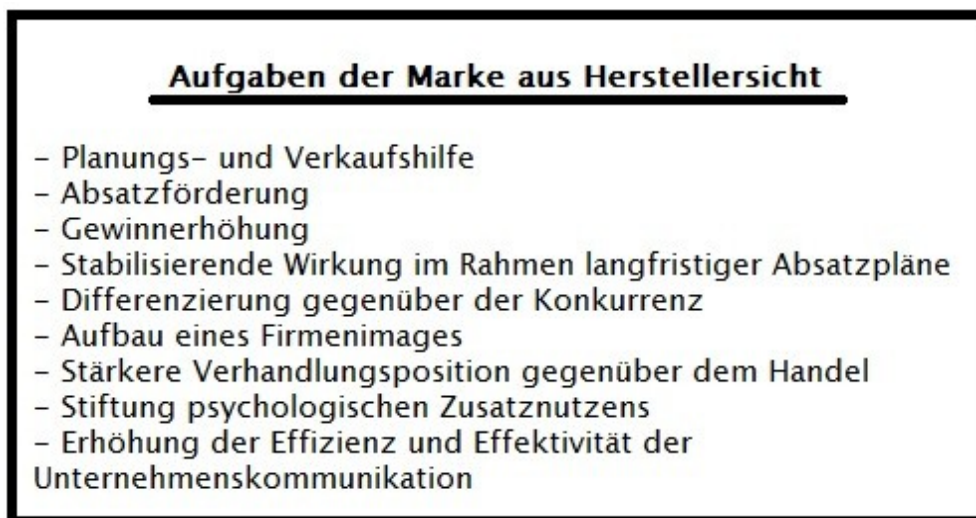 Aufgaben der Marke aus Herstellersicht
– Planungs– und Verkaufshilfe
– Absatzförderung
– Gewinnerhöhung
– Stabilisierende Wirkung im Rahmen langfristiger Absatzpläne
– Differenzierung gegenüber der Konkurrenz
– Aufbau eines Firmenimages
– Stärkere Verhandlungsposition gegenüber dem Handel
– Stiftung psychologischen Zusatznutzens
– Erhöhung der Effizienz und Effektivität der
Unternehmenskommunikation